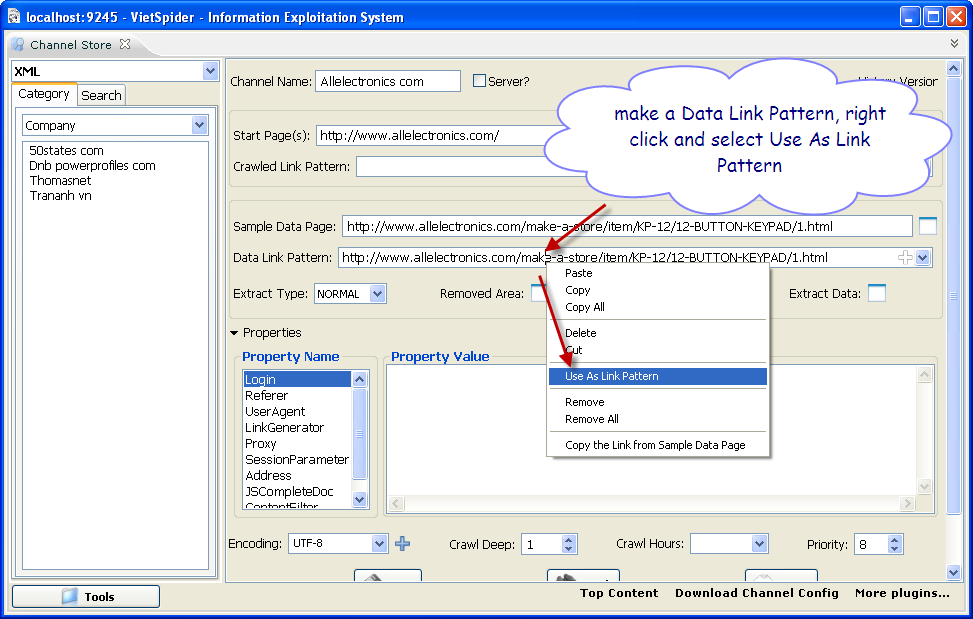 localhost:9245 - VietSpider - Information Exploitation System
Channel Store
XML
Category
Search
Company
50states com
Dnb powerprofiles com
Thomasnet
Trananh vn
Channel Name:
Allelectronics com
Server?
Version
make a Data Link Pattern, right
click and select Use As Link
Pattern
Start Page(s):
http://www.allelectronics.com/
Crawled Link Pattern:
Sample Data Page:
http://www.allelectronics.com/make-a-store/item/KP-12/12-BUTTON-KEYPAD/1.html
Data Link Pattern:
http://www.allelectronics.com/make-a-store/item/KP-12/12-BUTTON-KEYPAD/1.html
Extract Type:
NORMAL
Removed Area:
Extract Data:
Paste
Copy
Copy All
Delete
Cut
Use As Link Pattern
Remove
Remove All
Copy the Link from Sample Data Page
Properties
Property Name
Property Value
Login
Referer
UserAgent
LinkGenerator
Proxy
SessionParameter
Address
JSCompleteDoc
ContentFilter
Encoding:
UTF-8
Crawl Deep:
1
Crawl Hours:
Priority:
8
Tools
Top Content
Download Channel Config
More plugins...